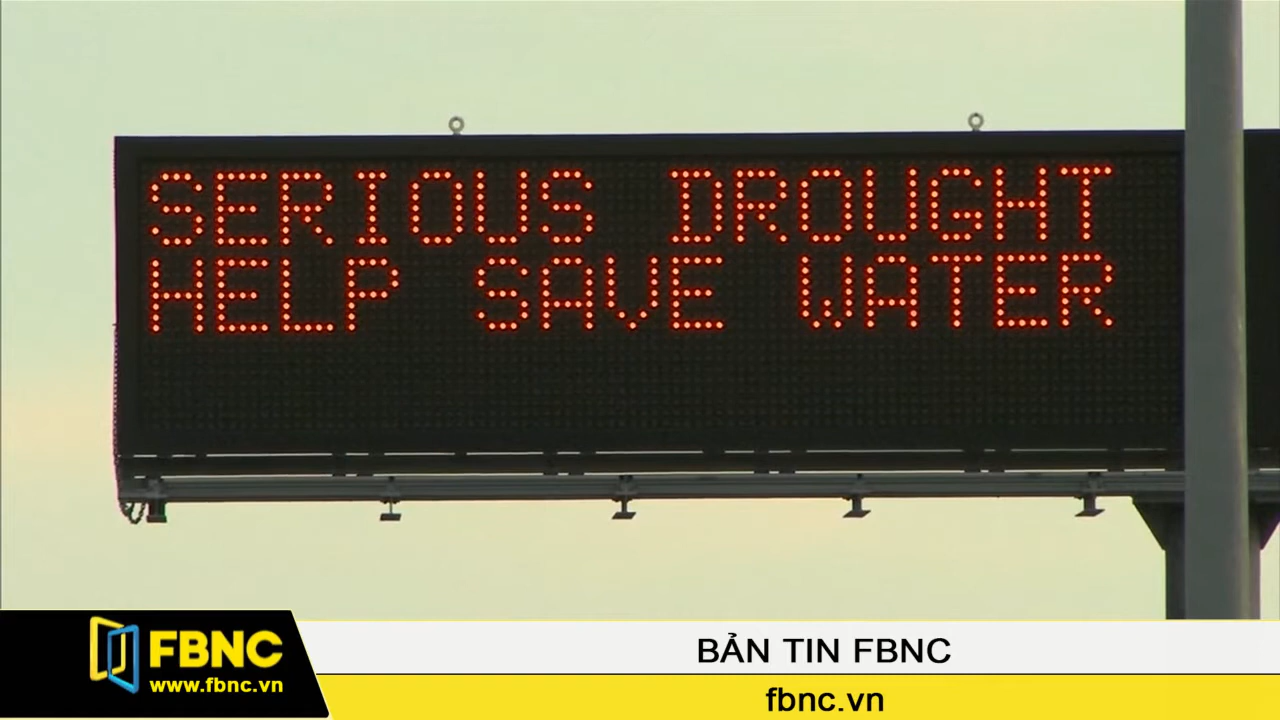 SERIOUS DROUGHT
HELP SAVE WATER
FBNC
www.fbnc.vn
BẢN TIN FBNC
fbnc.vn